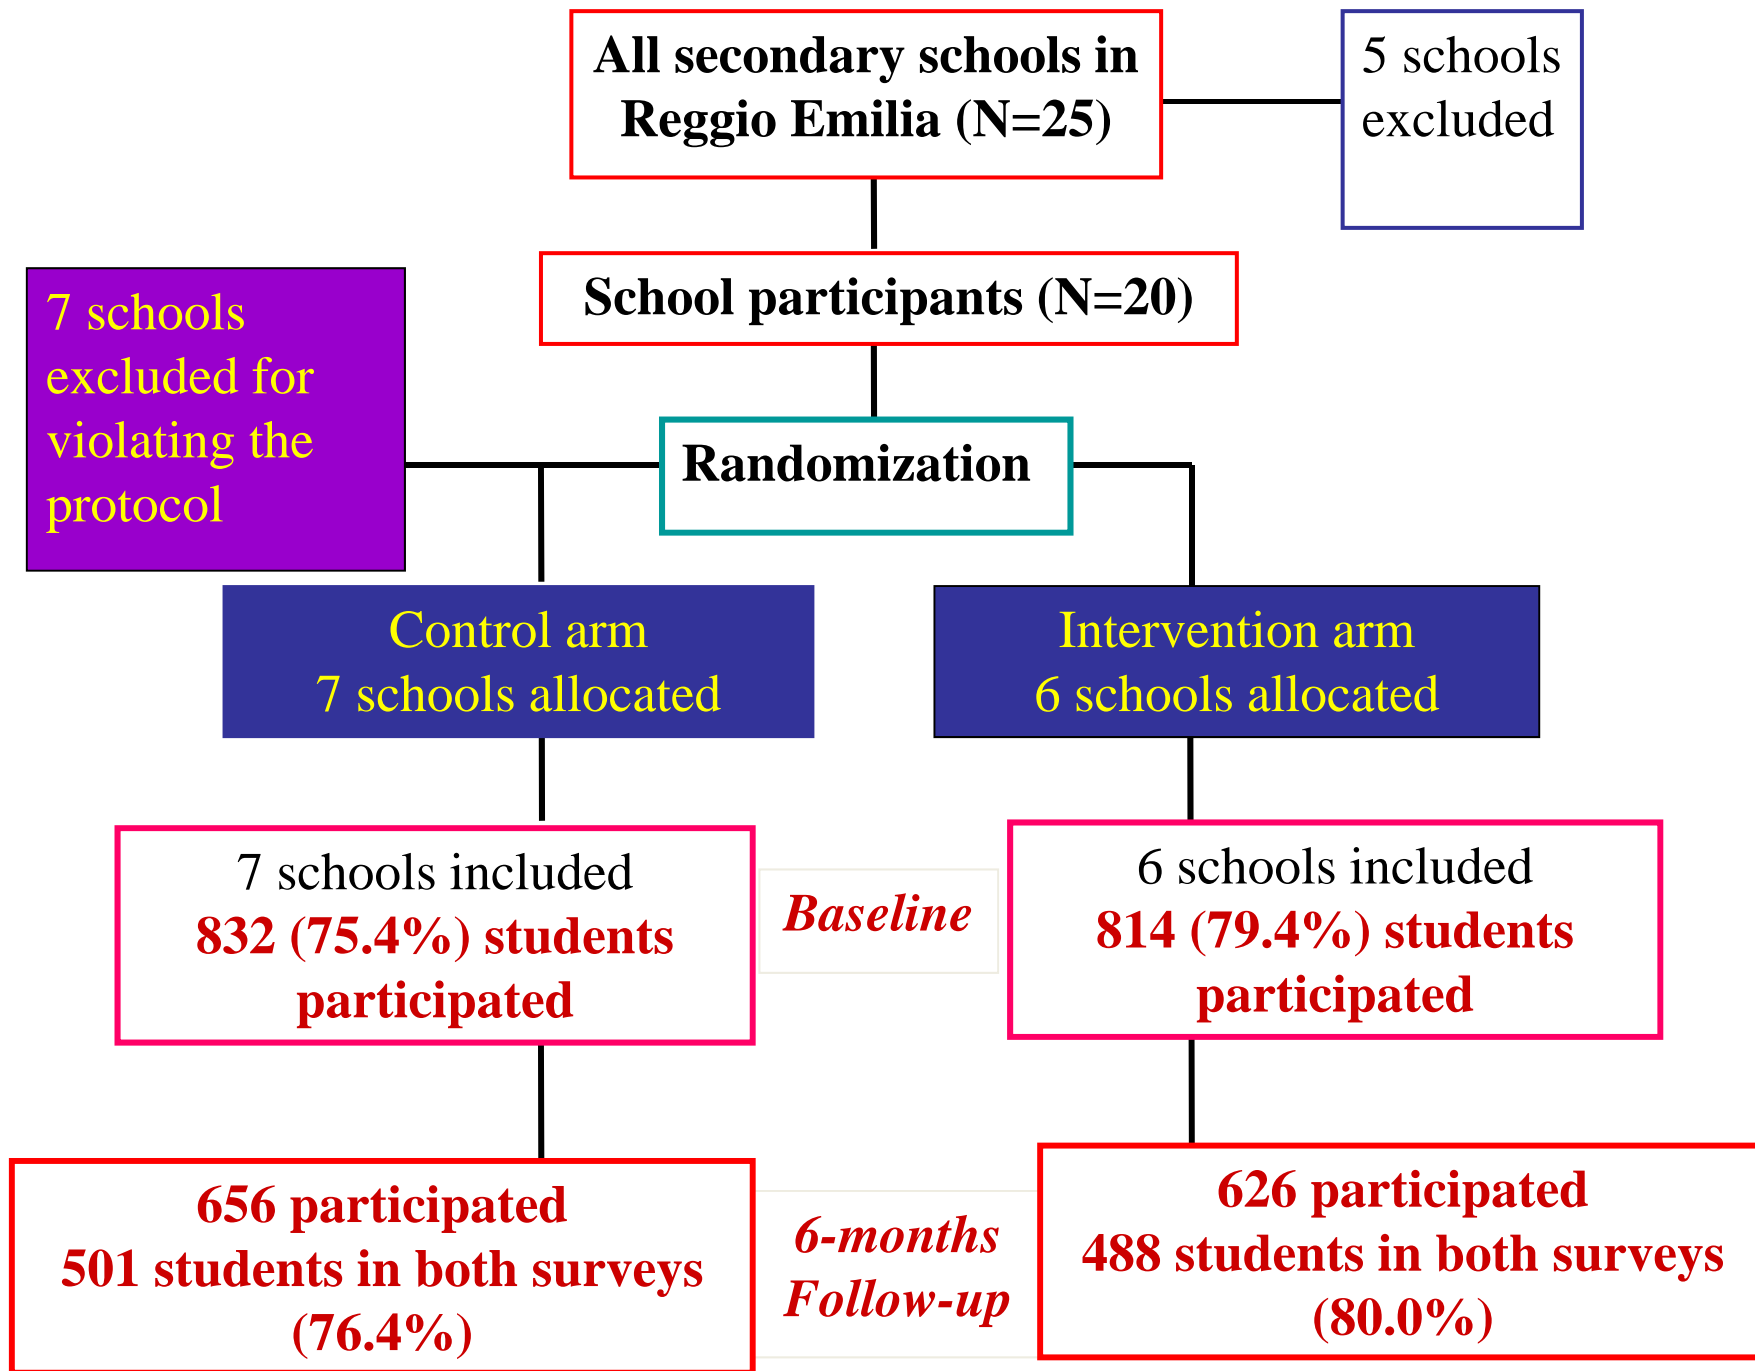 All secondary schools in
Reggio Emilia (N=25)
5 schools
excluded
School participants (N=20)
7 schools
excluded for
violating the
protocol
Randomization
Control arm
7 schools allocated
Intervention arm
6 schools allocated
7 schools included
832 (75.4%) students
participated
Baseline
6 schools included
814 (79.4%) students
participated
656 participated
501 students in both surveys
(76.4%)
6-months
Follow-up
626 participated
488 students in both surveys
(80.0%)